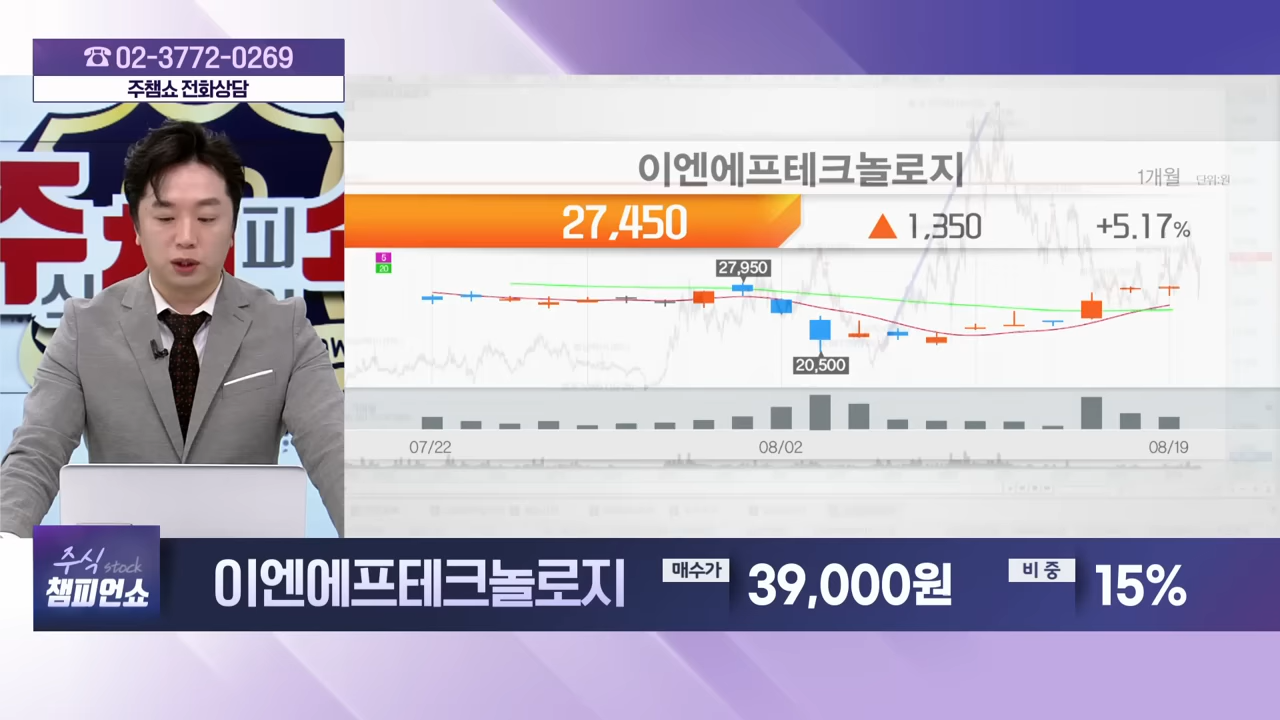 ☎02-3772-0269
주챔쇼 전화상담
이엔에프테크놀로지
1개월 단위:원
27,450 ▲ 1,350 +5.17%
5
20
27,950
20,500
07/22 08/02 08/19
주식 stock
챔피언쇼
이엔에프테크놀로지 매수가 39,000원 비중 15%